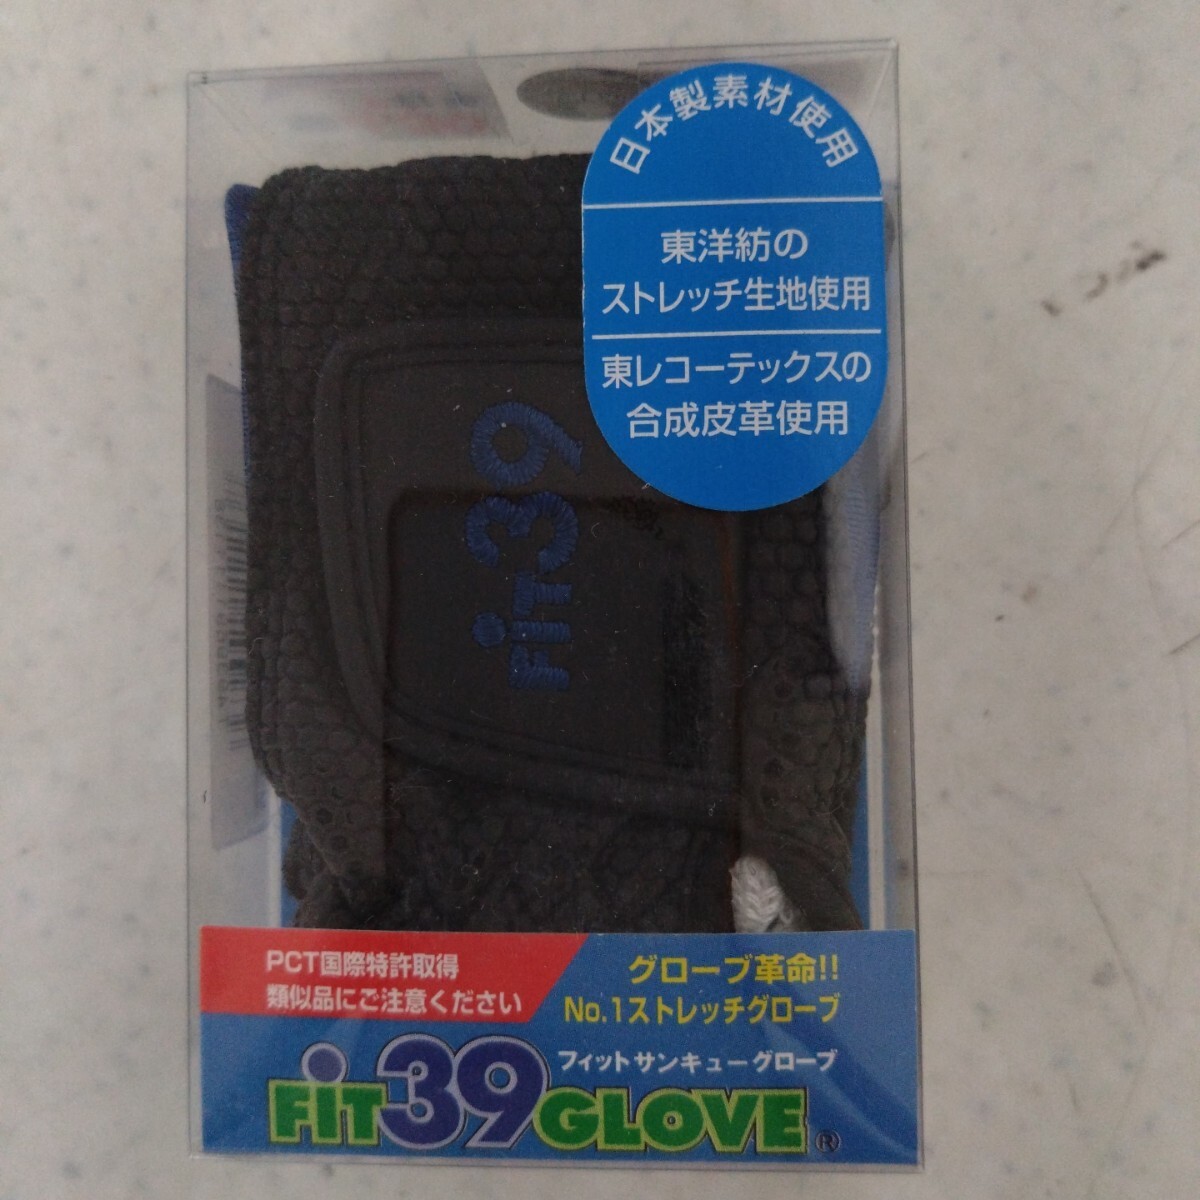 日本製素材使用
東洋紡の
ストレッチ生地使用
東レコーテックスの
合成皮革使用
FiT39
PCT国際特許取得
類似品にご注意ください
グローブ革命!!
No.1ストレッチグローブ
フィットサンキューグローブ
FiT39GLOVE®